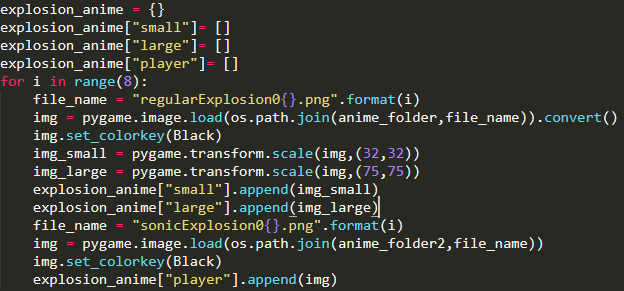 explosion_anime = {}
explosion_anime["small"]= []
explosion_anime["large"]= []
explosion_anime["player"]= []
for i in range(8):
    file_name = "regularExplosion0{}.png".format(i)
    img = pygame.image.load(os.path.join(anime_folder,file_name)).convert()
    img.set_colorkey(Black)
    img_small = pygame.transform.scale(img,(32,32))
    img_large = pygame.transform.scale(img,(75,75))
    explosion_anime["small"].append(img_small)
    explosion_anime["large"].append(img_large)
    file_name = "sonicExplosion0{}.png".format(i)
    img = pygame.image.load(os.path.join(anime_folder2,file_name))
    img.set_colorkey(Black)
    explosion_anime["player"].append(img)